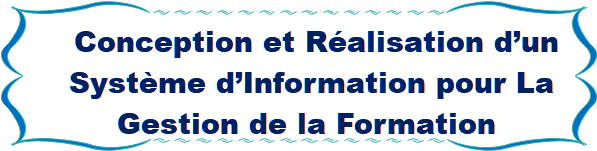 Conception et Réalisation d’un
Système d’Information pour La
Gestion de la Formation